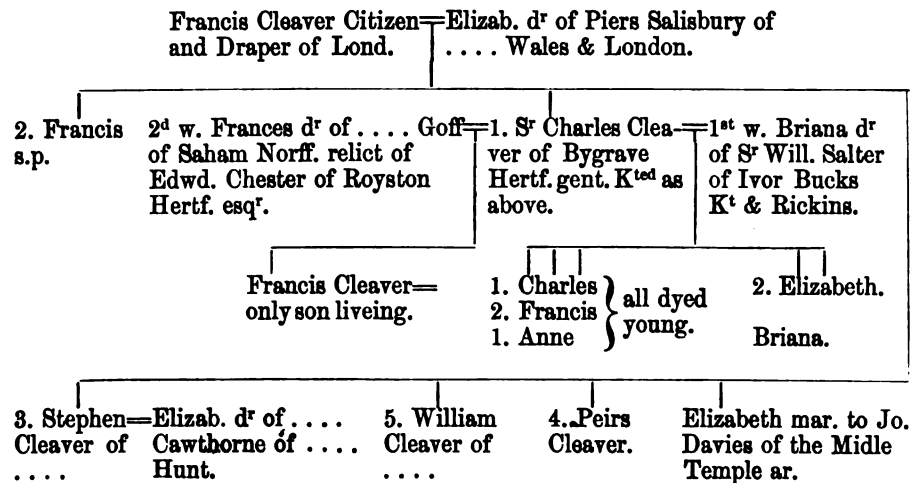 Francis Cleaver Citizen=Elizab. dʳ of Piers Salisbury of
and Draper of Lond. . . . . Wales & London.
2. Francis
s.p.
2ᵈ w. Frances dʳ of . . . . Goff=
of Saham Norff. relict of
Edwd. Chester of Royston
Hertf. esqʳ.
1. Sʳ Charles Clea-
ver of Bygrave
Hertf. gent. Kᵗᵉᵈ as
above.
=1ˢᵗ w. Briana dʳ
of Sʳ Will. Salter
of Ivor Bucks
Kᵗ & Rickins.
Francis Cleaver=
only son liveing.
1. Charles
2. Francis
1. Anne
} all dyed
young.
2. Elizabeth.
Briana.
3. Stephen=
Cleaver of
. . . .
Elizab. dʳ of . . . .
Cawthorne of . . . .
Hunt.
5. William
Cleaver of
. . . .
4. Peirs
Cleaver.
Elizabeth mar. to Jo.
Davies of the Midle
Temple ar.